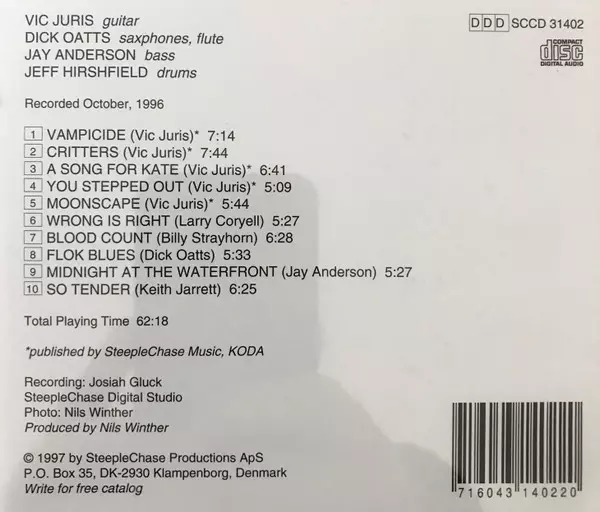 VIC JURIS guitar
DICK OATTS saxphones, flute
JAY ANDERSON bass
JEFF HIRSHFIELD drums
DDD SCCD 31402
COMPACT
disc
DIGITAL AUDIO
Recorded October, 1996
1 VAMPICIDE (Vic Juris)* 7:14
2 CRITTERS (Vic Juris)* 7:44
3 A SONG FOR KATE (Vic Juris)* 6:41
4 YOU STEPPED OUT (Vic Juris)* 5:09
5 MOONSCAPE (Vic Juris)* 5:44
6 WRONG IS RIGHT (Larry Coryell) 5:27
7 BLOOD COUNT (Billy Strayhorn) 6:28
8 FLOK BLUES (Dick Oatts) 5:33
9 MIDNIGHT AT THE WATERFRONT (Jay Anderson) 5:27
10 SO TENDER (Keith Jarrett) 6:25
Total Playing Time 62:18
*published by SteepleChase Music, KODA
Recording: Josiah Gluck
SteepleChase Digital Studio
Photo: Nils Winther
Produced by Nils Winther
© 1997 by SteepleChase Productions ApS
P.O. Box 35, DK-2930 Klampenborg, Denmark
Write for free catalog
7 16043 14022 0